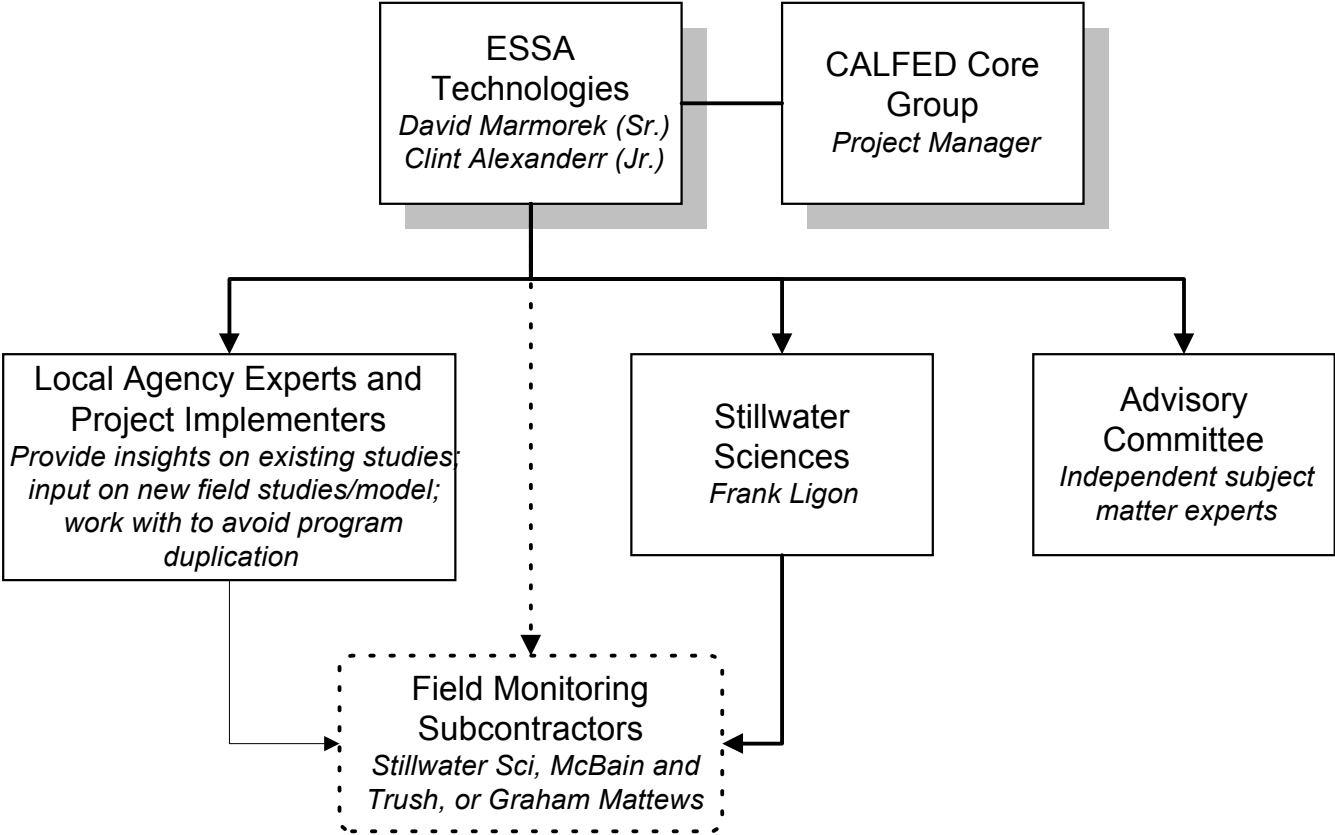 ESSA
Technologies
David Marmorek (Sr.)
Clint Alexanderr (Jr.)
CALFED Core
Group
Project Manager
Local Agency Experts and
Project Implementers
Provide insights on existing studies;
input on new field studies/model;
work with to avoid program
duplication
Stillwater
Sciences
Frank Ligon
Advisory
Committee
Independent subject
matter experts
Field Monitoring
Subcontractors
Stillwater Sci, McBain and
Trush, or Graham Mattews